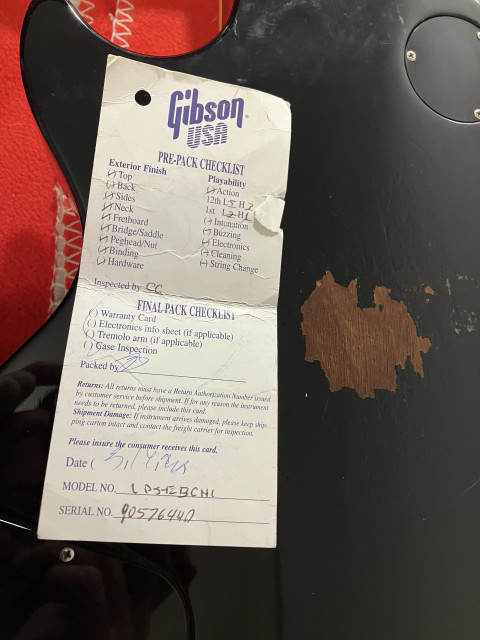 Gibson
USA
PRE-PACK CHECKLIST
Exterior Finish
Top
Back
Sides
Neck
Fretboard
Bridge/Saddle
Peghead/Nut
Binding
Hardware
Playability
Action
12th
1st
Intonation
Buzzing
Electronics
Cleaning
String Change
Inspected by CC
FINAL PACK CHECKLIST
( ) Warranty Card
( ) Electronics info sheet (if applicable)
( ) Tremolo arm (if applicable)
( ) Case Inspection
Packed by
Returns: All returns must have a Return Authorization Number issued
by customer service before shipment. If for any reason the instrument
needs to be returned, please include this card.
Shipment Damage: If instrument arrives damaged, please keep ship-
ping carton intact and contact the freight carrier for inspection.
Please insure the consumer receives this card.
Date (
MODEL NO. LPSTEBCH1
SERIAL NO. 90576440